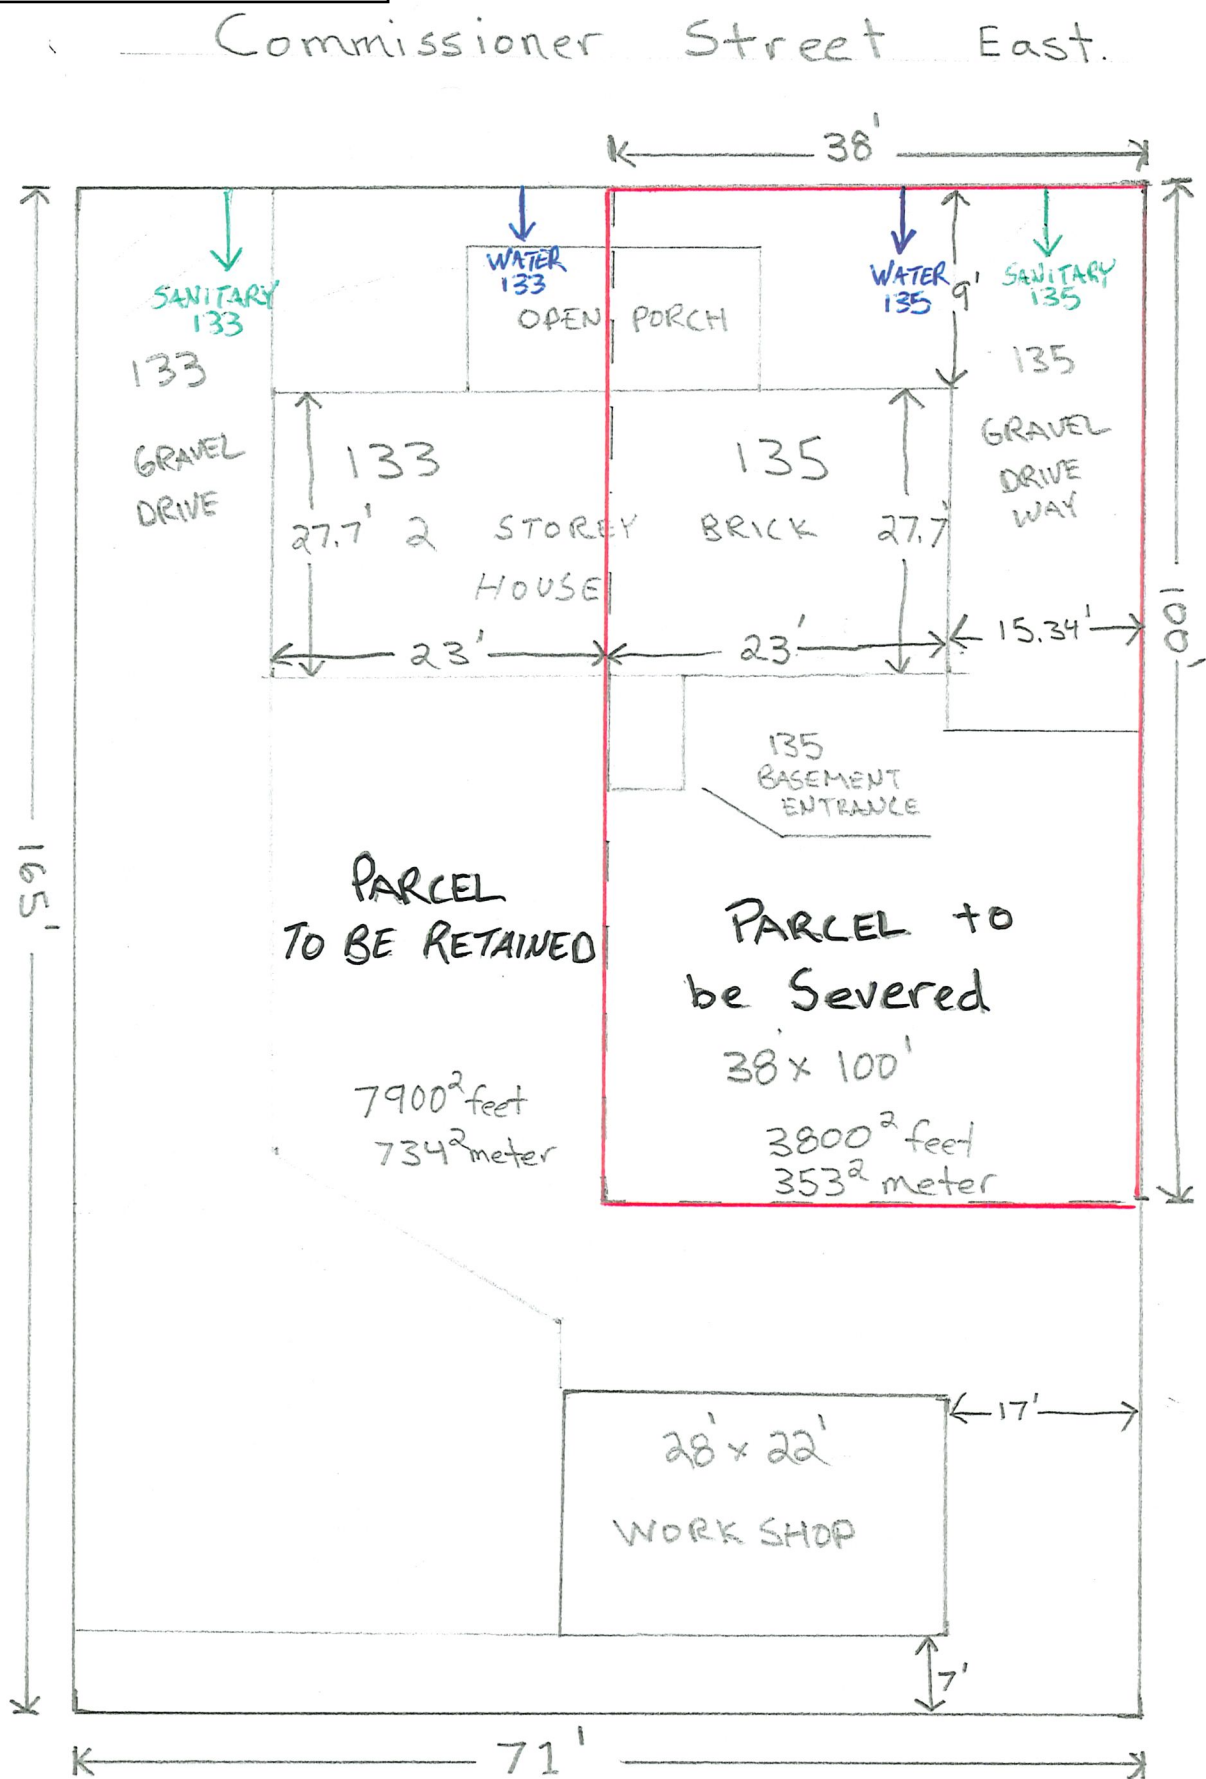 Commissioner Street East.
38'
WATER
133
WATER
135
9'
SANITARY
133
SANITARY
135
OPEN PORCH
133
GRAVEL
DRIVE
135
GRAVEL
DRIVE
WAY
133
135
27.7'
2 STOREY BRICK
HOUSE
27.7'
23'
23'
15.34'
100'
165'
135
BASEMENT
ENTRANCE
PARCEL
TO BE RETAINED
PARCEL to
be Severed
38 x 100'
7900² feet
734² meter
3800² feet
353² meter
17'
28' x 22'
WORK SHOP
7'
71'